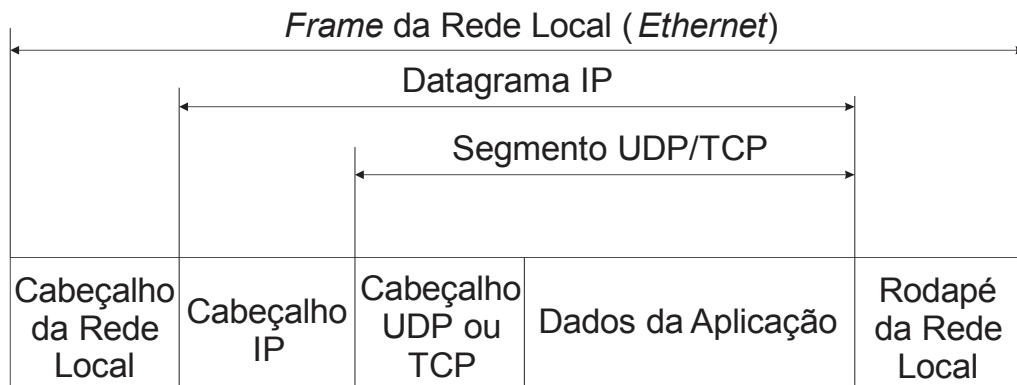 Frame da Rede Local (Ethernet)
Datagrama IP
Segmento UDP/TCP
Cabeçalho
da Rede
Local
Cabeçalho
IP
Cabeçalho
UDP ou
TCP
Dados da Aplicação
Rodapé
da Rede
Local